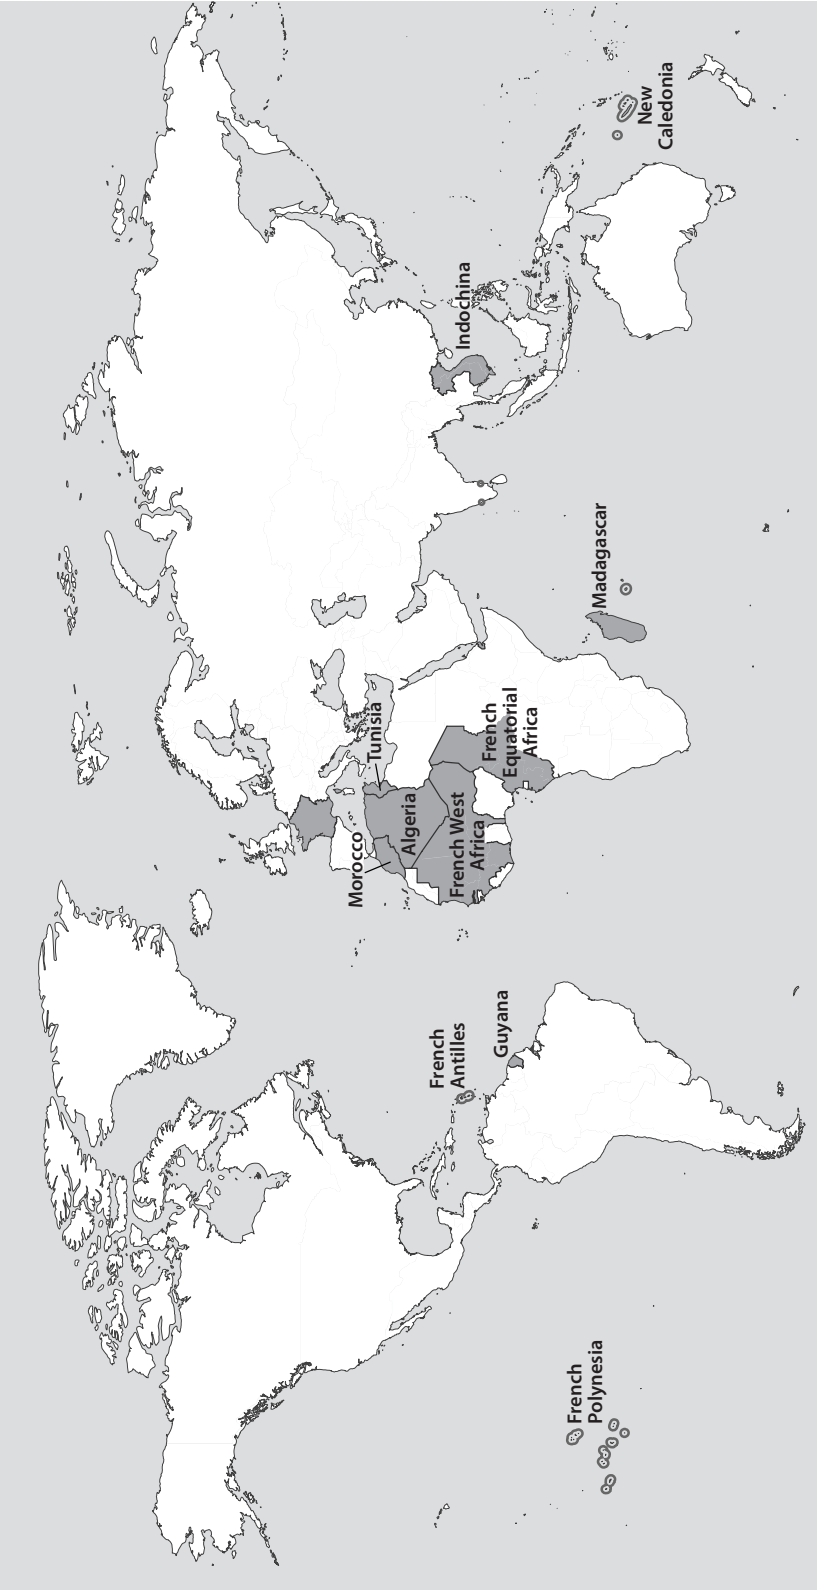 French
Polynesia
French
Antilles
Guyana
Morocco
Algeria
Tunisia
French West
Africa
French
Equatorial
Africa
Madagascar
Indochina
New
Caledonia